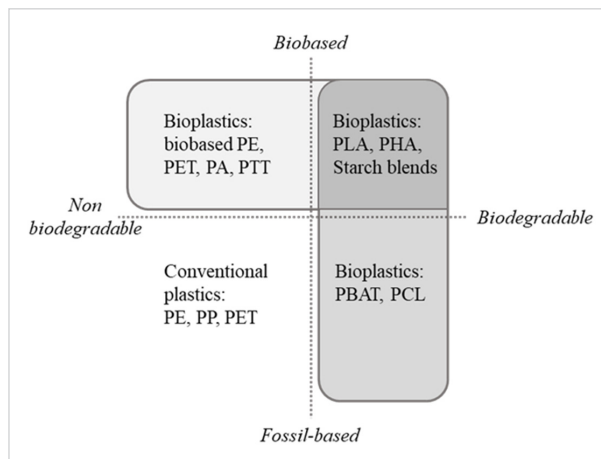 Biobased
Bioplastics:
biobased PE,
PET, PA, PTT
Bioplastics:
PLA, PHA,
Starch blends
Non
biodegradable
Biodegradable
Conventional
plastics:
PE, PP, PET
Bioplastics:
PBAT, PCL
Fossil-based